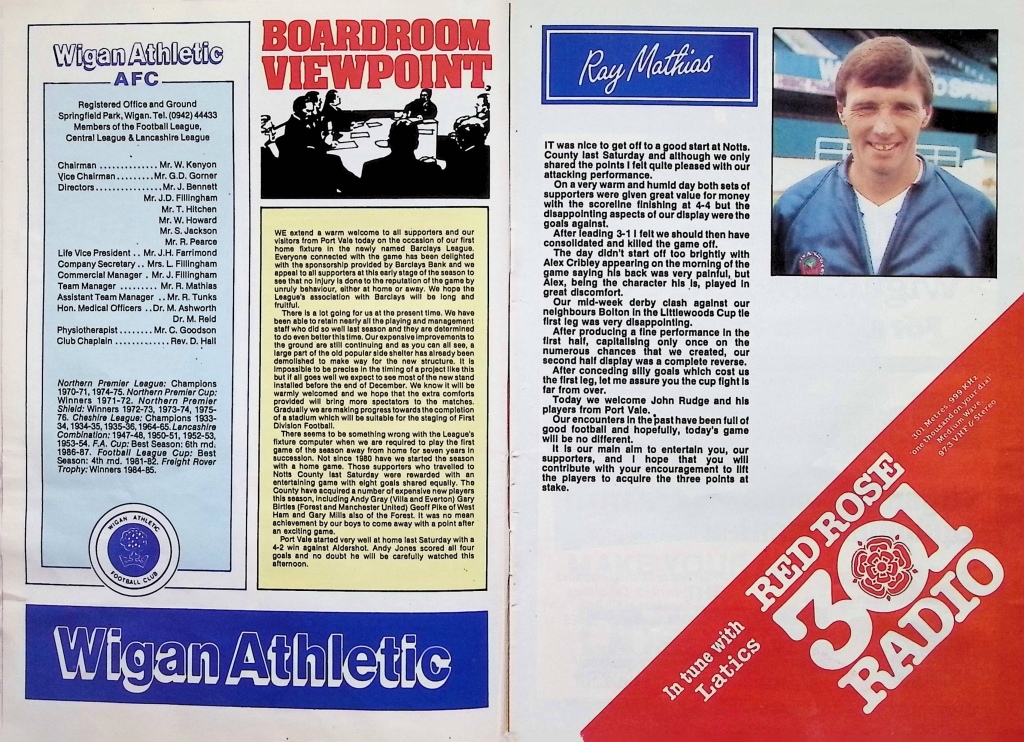 Wigan Athletic
AFC
Registered Office and Ground
Springfield Park, Wigan. Tel. (0942) 44433
Members of the Football League,
Central League & Lancashire League
Chairman ............ Mr. W. Kenyon
Vice Chairman......... Mr. G.D. Gorner
Directors................ Mr. J. Bennett
Mr. J.D. Fillingham
Mr. T. Hitchen
Mr. W. Howard
Mr. S. Jackson
Mr. R. Pearce
Life Vice President .. Mr. J.H. Farrimond
Company Secretary .. Mrs. L. Fillingham
Commercial Manager . Mr. J. Fillingham
Team Manager ........ Mr. R. Mathias
Assistant Team Manager .. Mr. R. Tunks
Hon. Medical Officers .. Dr. M. Ashworth
Dr. M. Reid
Physiotherapist ........ Mr. C. Goodson
Club Chaplain ............. Rev. D. Hall
Northern Premier League: Champions
1970-71, 1974-75. Northern Premier Cup:
Winners 1971-72. Northern Premier
Shield: Winners 1972-73, 1973-74, 1975-
76. Cheshire League: Champions 1933-
34, 1934-35, 1935-36, 1964-65. Lancashire
Combination: 1947-48, 1950-51, 1952-53,
1953-54. F.A. Cup: Best Season: 6th rnd.
1986-87. Football League Cup: Best
Season: 4th rnd. 1981-82. Freight Rover
Trophy: Winners 1984-85.
WIGAN ATHLETIC
FOOTBALL CLUB
BOARDROOM
VIEWPOINT
WE extend a warm welcome to all supporters and our
visitors from Port Vale today on the occasion of our first
home fixture in the newly named Barclays League.
Everyone connected with the game has been delighted
with the sponsorship provided by Barclays Bank and we
appeal to all supporters at this early stage of the season to
see that no injury is done to the reputation of the game by
unruly behaviour, either at home or away. We hope the
League's association with Barclays will be long and
fruitful.
There is a lot going for us at the present time. We have
been able to retain nearly all the playing and management
staff who did so well last season and they are determined
to do even better this time. Our expensive improvements to
the ground are still continuing and as you can all see, a
large part of the old popular side shelter has already been
demolished to make way for the new structure. It is
impossible to be precise in the timing of a project like this
but if all goes well we expect to see most of the new stand
installed before the end of December. We know it will be
warmly welcomed and we hope that the extra comforts
provided will bring more spectators to the matches.
Gradually we are making progress towards the completion
of a stadium which will be suitable for the staging of First
Division Football.
There seems to be something wrong with the League's
fixture computer when we are required to play the first
game of the season away from home for seven years in
succession. Not since 1980 have we started the season
with a home game. Those supporters who travelled to
Notts County last Saturday were rewarded with an
entertaining game with eight goals shared equally. The
County have acquired a number of expensive new players
this season, including Andy Gray (Villa and Everton) Gary
Birtles (Forest and Manchester United) Geoff Pike of West
Ham and Gary Mills also of the Forest. It was no mean
achievement by our boys to come away with a point after
an exciting game.
Port Vale started very well at home last Saturday with a
4-2 win against Aldershot. Andy Jones scored all four
goals and no doubt he will be carefully watched this
afternoon.
Wigan Athletic
Ray Mathias
IT was nice to get off to a good start at Notts.
County last Saturday and although we only
shared the points I felt quite pleased with our
attacking performance.
On a very warm and humid day both sets of
supporters were given great value for money
with the scoreline finishing at 4-4 but the
disappointing aspects of our display were the
goals against.
After leading 3-1 I felt we should then have
consolidated and killed the game off.
The day didn't start off too brightly with
Alex Cribley appearing on the morning of the
game saying his back was very painful, but
Alex, being the character his is, played in
great discomfort.
Our mid-week derby clash against our
neighbours Bolton in the Littlewoods Cup tie
first leg was very disappointing.
After producing a fine performance in the
first half, capitalising only once on the
numerous chances that we created, our
second half display was a complete reverse.
After conceding silly goals which cost us
the first leg, let me assure you the cup fight is
far from over.
Today we welcome John Rudge and his
players from Port Vale.
Our encounters in the past have been full of
good football and hopefully, today's game
will be no different.
It is our main aim to entertain you, our
supporters, and I hope that you will
contribute with your encouragement to lift
the players to acquire the three points at
stake.
301 Metres 999 KHz
'one thousand on your dial'
Medium Wave
97.3 VHF & Stereo
In tune with
Latics
RED ROSE
301
RADIO